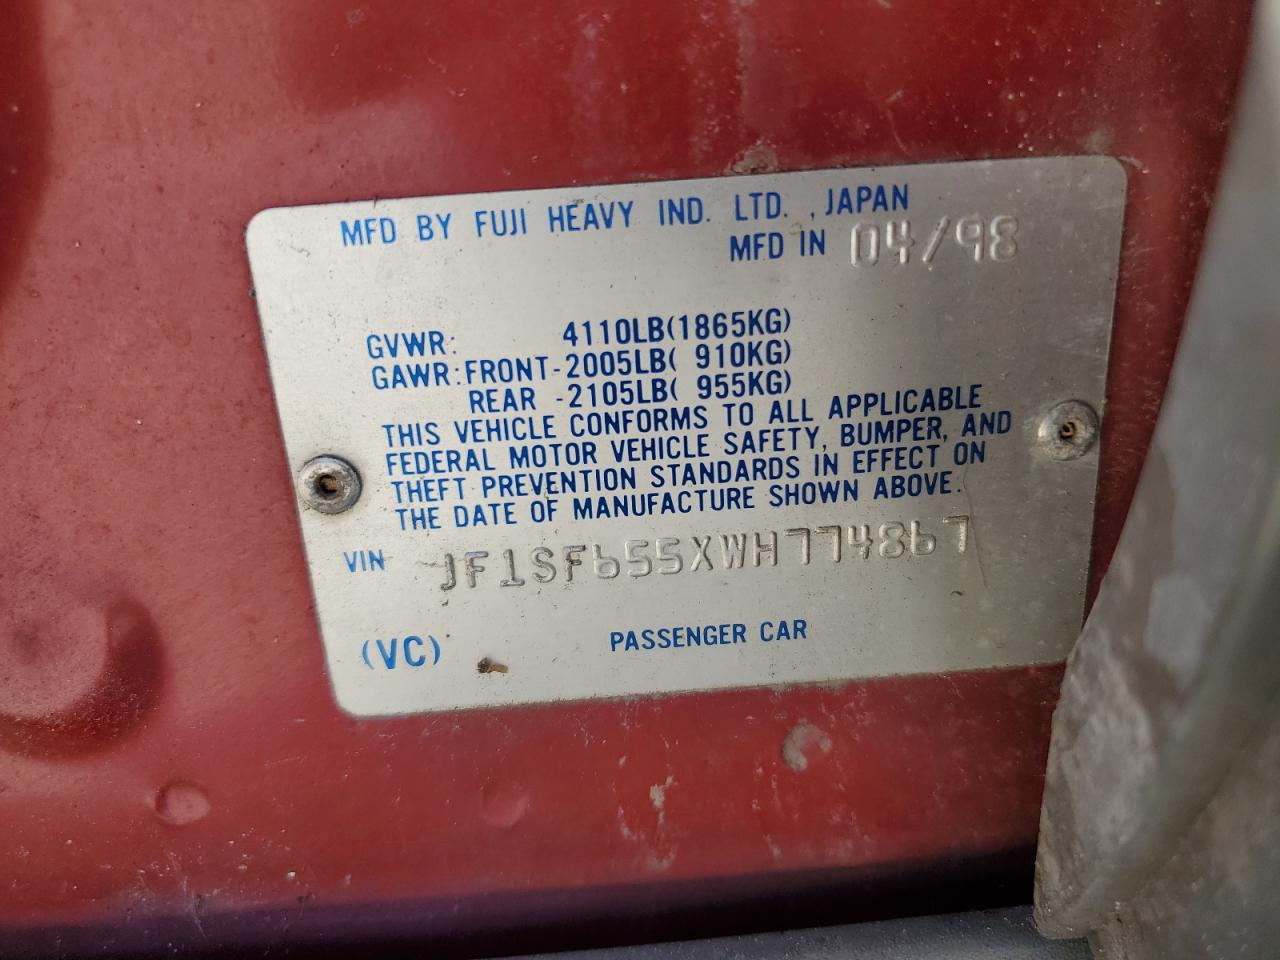 MFD BY FUJI HEAVY IND. LTD. , JAPAN
MFD IN 04/98
GVWR: 4110LB(1865KG)
GAWR: FRONT-2005LB( 910KG)
REAR -2105LB( 955KG)
THIS VEHICLE CONFORMS TO ALL APPLICABLE
FEDERAL MOTOR VEHICLE SAFETY, BUMPER, AND
THEFT PREVENTION STANDARDS IN EFFECT ON
THE DATE OF MANUFACTURE SHOWN ABOVE.
VIN JF1SF655XWH774867
(VC) PASSENGER CAR